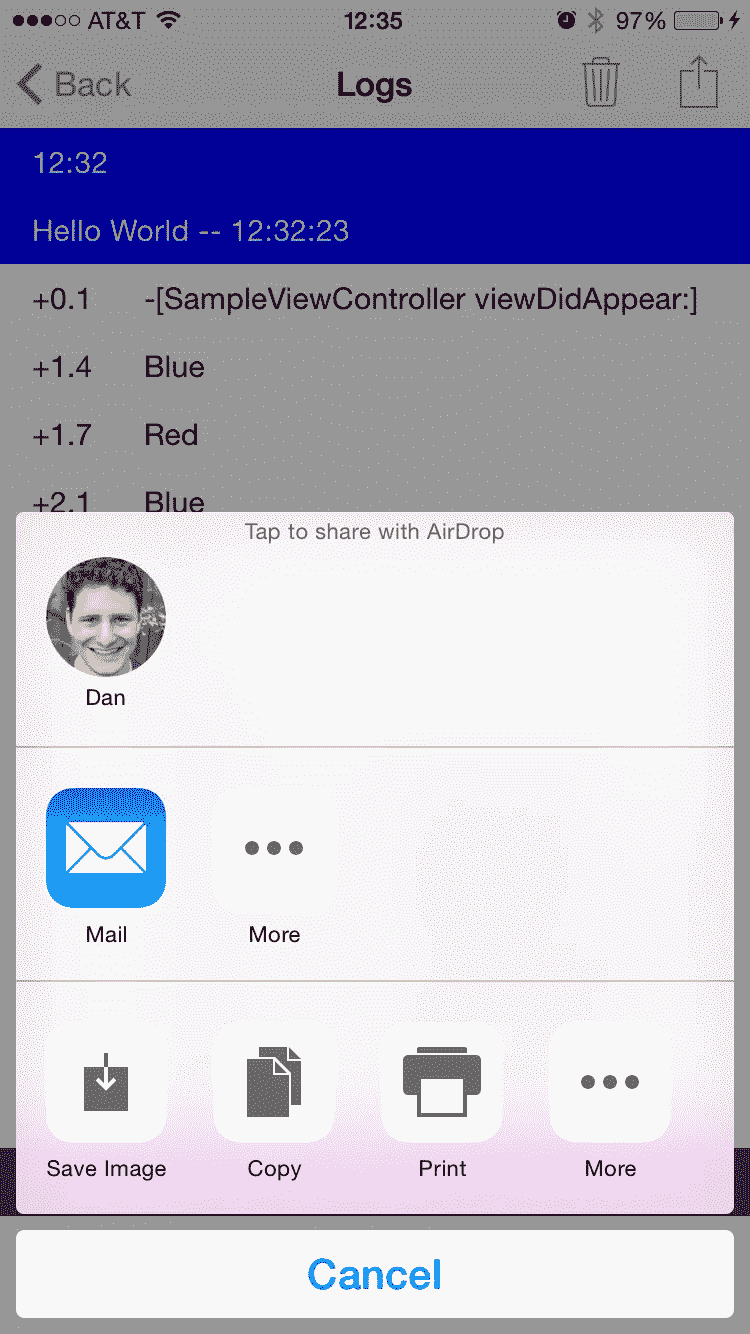 AT&T 12:35 97%
Back Logs
12:32
Hello World -- 12:32:23
+0.1 -[SampleViewController viewDidAppear:]
+1.4 Blue
+1.7 Red
+2.1 Blue
Tap to share with AirDrop
Dan
Mail More
Save Image Copy Print More
Cancel